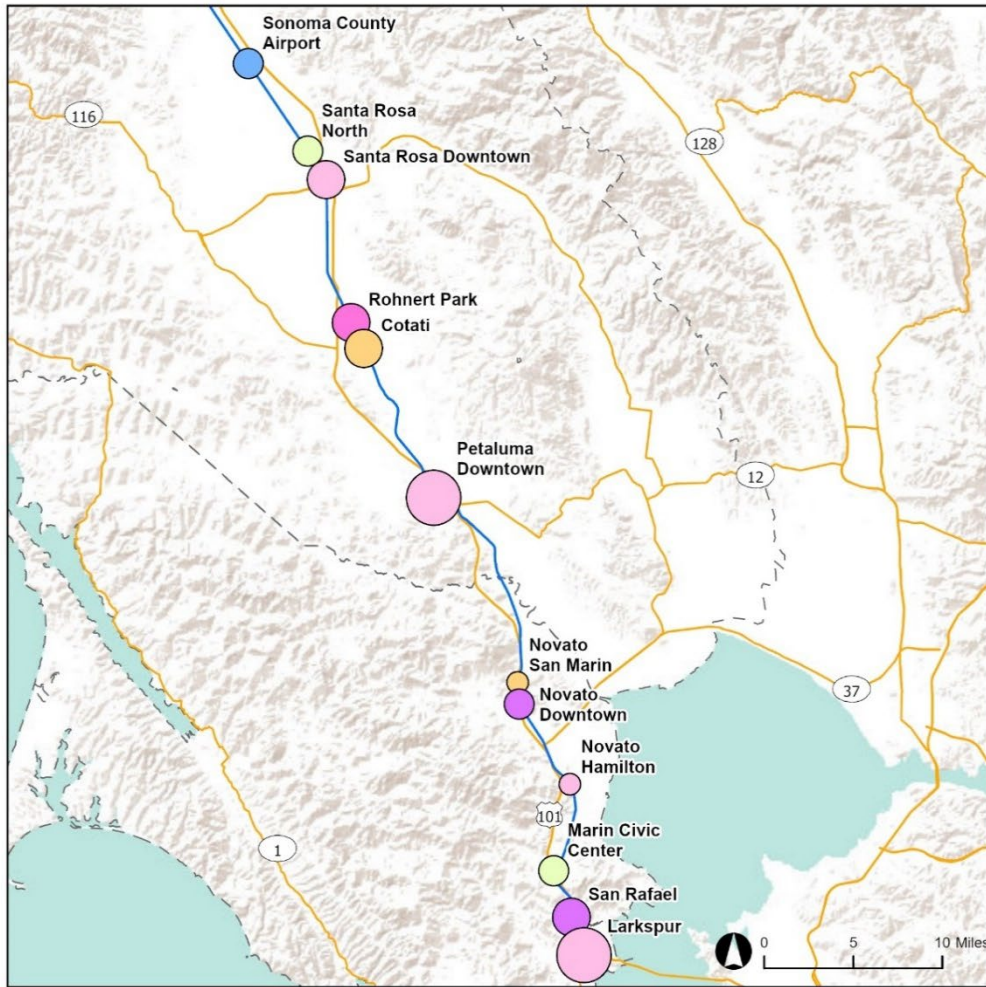 Sonoma County
Airport
116
Santa Rosa
North
128
Santa Rosa Downtown
Rohnert Park
Cotati
Petaluma
Downtown
12
Novato
San Marin
37
Novato
Downtown
Novato
Hamilton
101
Marin Civic
Center
1
San Rafael
Larkspur
0 5 10 Miles